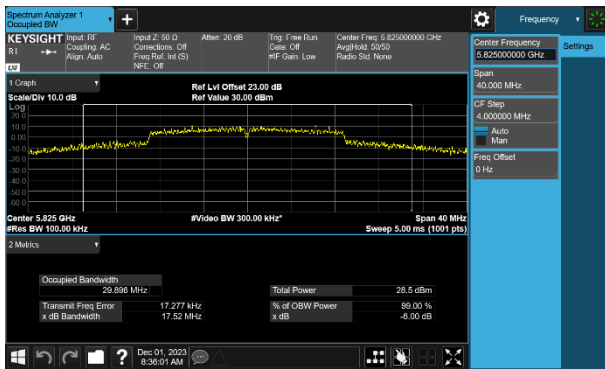 Spectrum Analyzer 1
Occupied BW
+
Frequency
KEYSIGHT
Input: RF
Coupling: AC
Align: Auto
Input Z: 50 Ω
Corrections: Off
Freq Ref: Int (S)
NFE: Off
Atten: 20 dB
Trig: Free Run
Gate: Off
#IF Gain: Low
Center Freq: 5.825000000 GHz
Avg|Hold: 50/50
Radio Std: None
Center Frequency
5.825000000 GHz
Settings
Span
40.000 MHz
CF Step
4.000000 MHz
Auto
Man
Freq Offset
0 Hz
1 Graph
Scale/Div 10.0 dB
Ref Lvl Offset 23.00 dB
Ref Value 30.00 dBm
Log
20.0
10.0
0.00
-10.0
-20.0
-30.0
-40.0
-50.0
-60.0
Center 5.825 GHz
#Video BW 300.00 kHz*
Span 40 MHz
#Res BW 100.00 kHz
Sweep 5.00 ms (1001 pts)
2 Metrics
Occupied Bandwidth
29.898 MHz
Total Power
28.5 dBm
Transmit Freq Error
17.277 kHz
% of OBW Power
99.00 %
x dB Bandwidth
17.52 MHz
x dB
-6.00 dB
?
Dec 01, 2023
8:36:01 AM